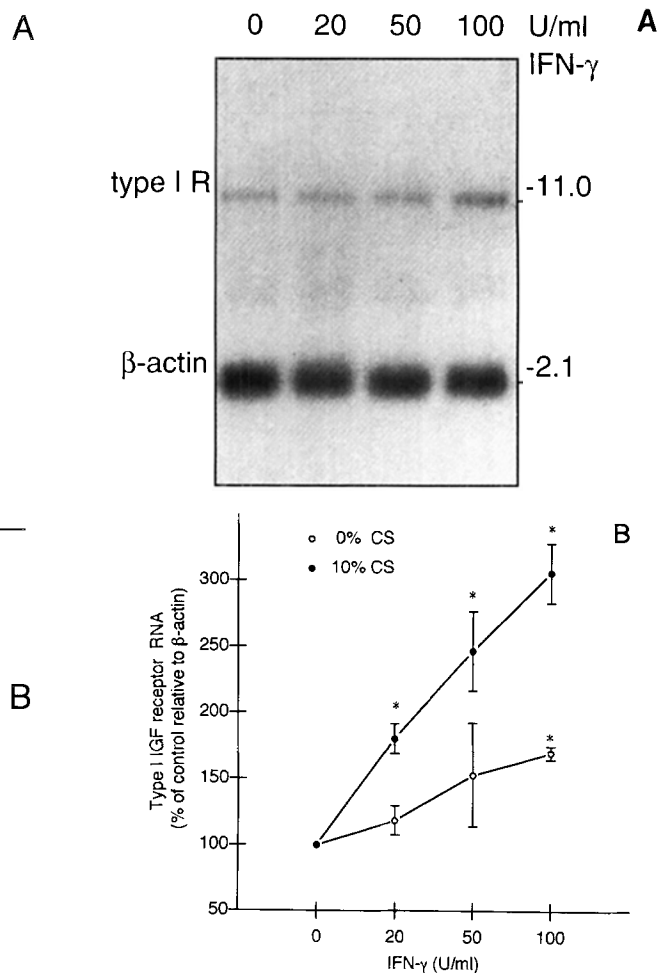 A
0 20 50 100 U/ml
IFN-γ
A
type I R
-11.0
β-actin
-2.1
B
0% CS
10% CS
B
Type I IGF receptor RNA
(% of control relative to β-actin)
300
250
200
150
100
50
*
*
*
*
0 20 50 100
IFN-γ (U/ml)